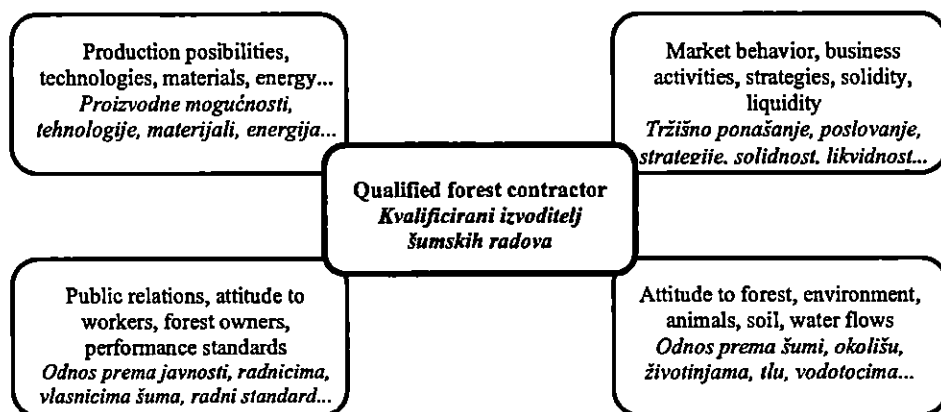 Production posibilities,
technologies, materials, energy...
Proizvodne mogućnosti,
tehnologije, materijali, energija...
Market behavior, business
activities, strategies, solidity,
liquidity
Tržišno ponašanje, poslovanje,
strategije, solidnost, likvidnost...
Qualified forest contractor
Kvalificirani izvoditelj
šumskih radova
Public relations, attitude to
workers, forest owners,
performance standards
Odnos prema javnosti, radnicima,
vlasnicima šuma, radni standard...
Attitude to forest, environment,
animals, soil, water flows
Odnos prema šumi, okolišu,
životinjama, tlu, vodotocima...